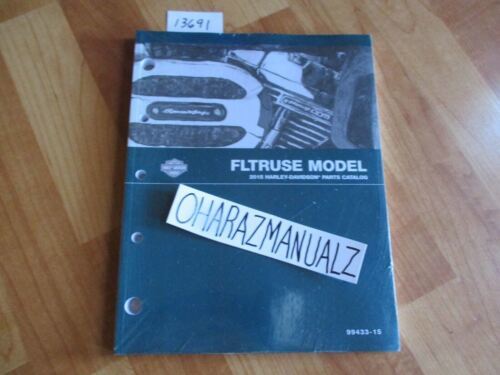 13691
FLTRUSE MODEL
2015 HARLEY-DAVIDSON® PARTS CATALOG
OHARAZMANUALZ
99433-15